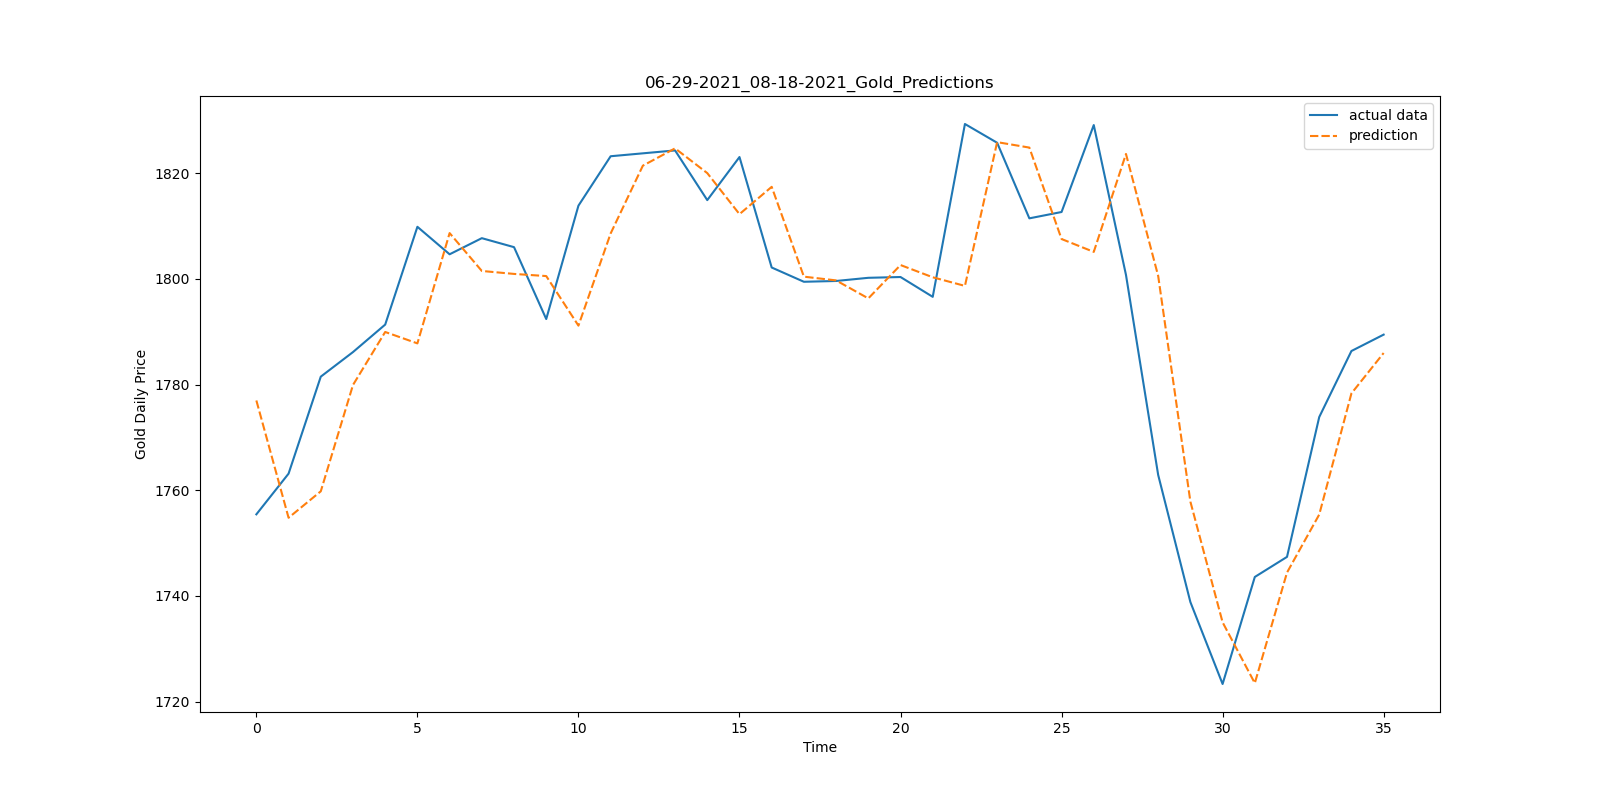 06-29-2021_08-18-2021_Gold_Predictions
actual data
prediction
Gold Daily Price
1820
1800
1780
1760
1740
1720
0 5 10 15 20 25 30 35
Time